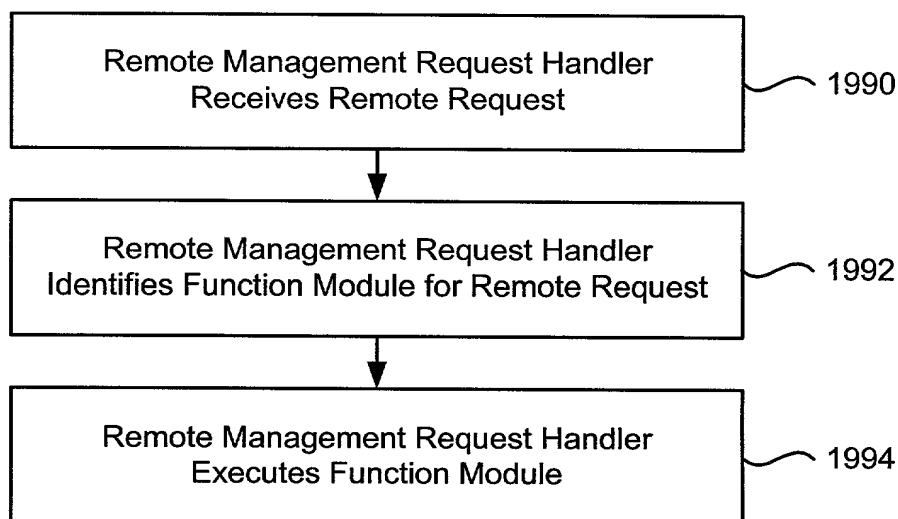 Remote Management Request Handler
Receives Remote Request
1990
Remote Management Request Handler
Identifies Function Module for Remote Request
1992
Remote Management Request Handler
Executes Function Module
1994